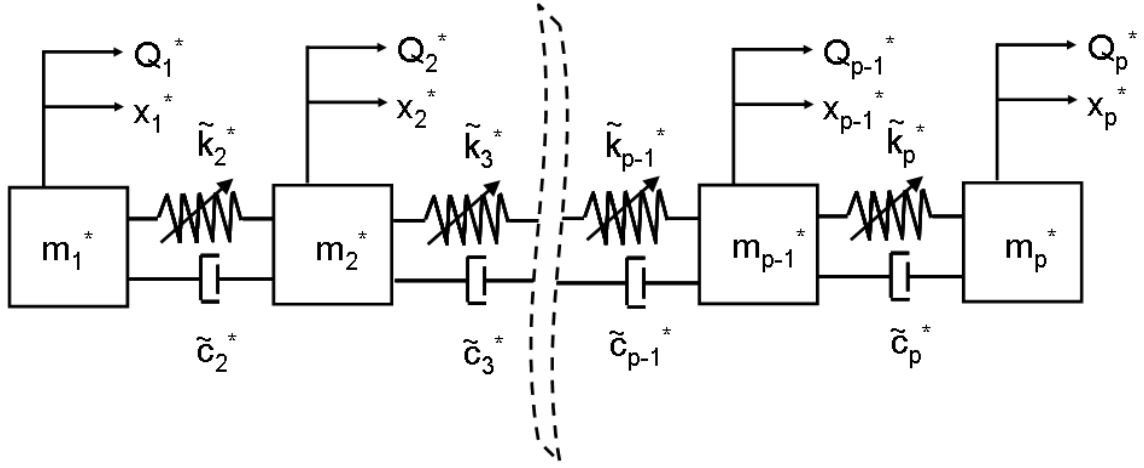 Q₁* Q₂* Qₚ₋₁* Qₚ*
x₁* x₂* xₚ₋₁* xₚ*
k̃₂* k̃₃* k̃ₚ₋₁* k̃ₚ*
m₁* m₂* mₚ₋₁* mₚ*
c̃₂* c̃₃* c̃ₚ₋₁* c̃ₚ*